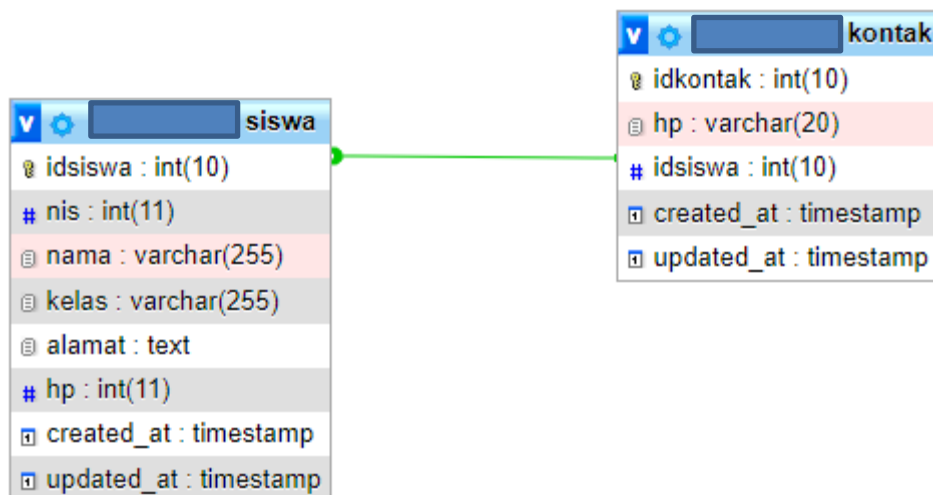 v siswa
idsiswa : int(10)
# nis : int(11)
nama : varchar(255)
kelas : varchar(255)
alamat : text
# hp : int(11)
created_at : timestamp
updated_at : timestamp
v kontak
idkontak : int(10)
hp : varchar(20)
# idsiswa : int(10)
created_at : timestamp
updated_at : timestamp